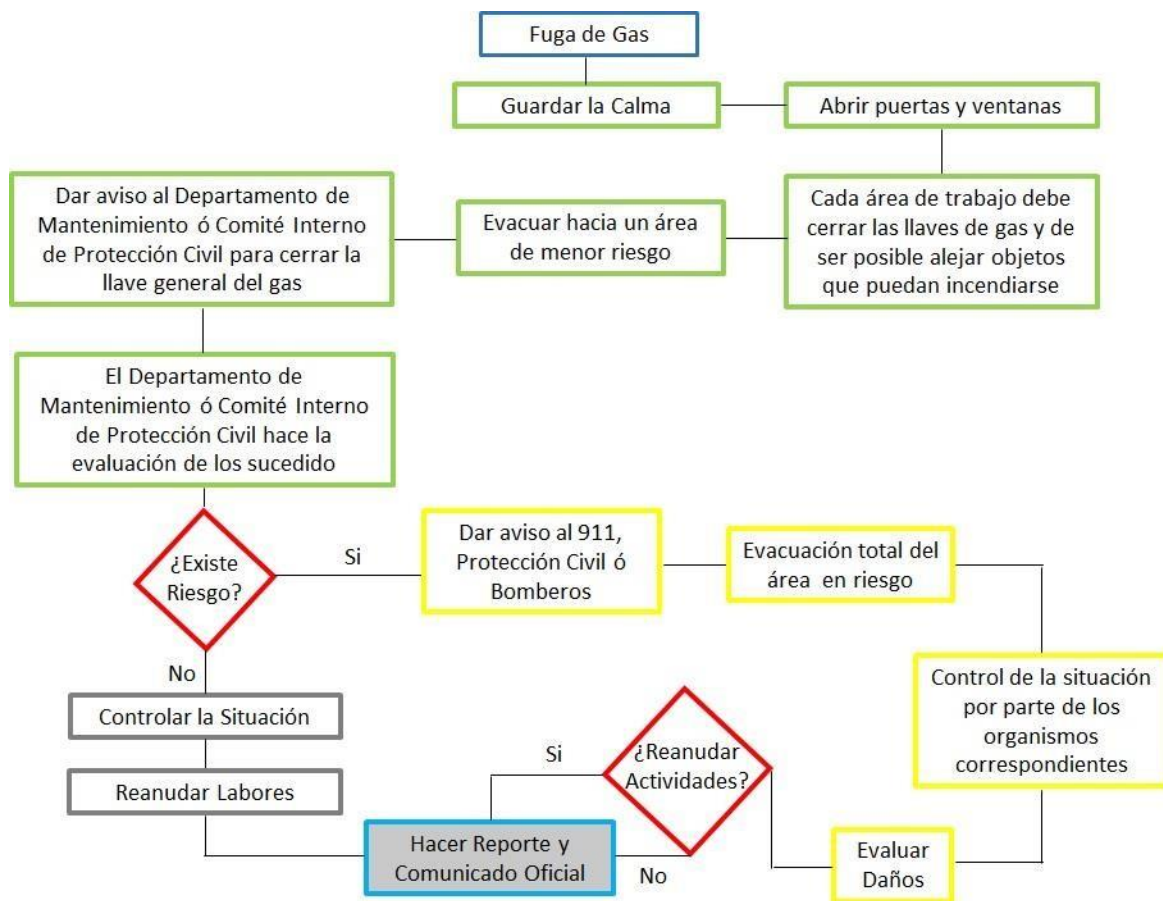 Fuga de Gas
Guardar la Calma
Abrir puertas y ventanas
Cada área de trabajo debe
cerrar las llaves de gas y de
ser posible alejar objetos
que puedan incendiarse
Evacuar hacia un área
de menor riesgo
Dar aviso al Departamento de
Mantenimiento ó Comité Interno
de Protección Civil para cerrar la
llave general del gas
El Departamento de
Mantenimiento ó Comité Interno
de Protección Civil hace la
evaluación de los sucedido
¿Existe
Riesgo?
Si
Dar aviso al 911,
Protección Civil ó
Bomberos
Evacuación total del
área en riesgo
Control de la situación
por parte de los
organismos
correspondientes
Evaluar
Daños
¿Reanudar
Actividades?
Si
No
No
Controlar la Situación
Reanudar Labores
Hacer Reporte y
Comunicado Oficial